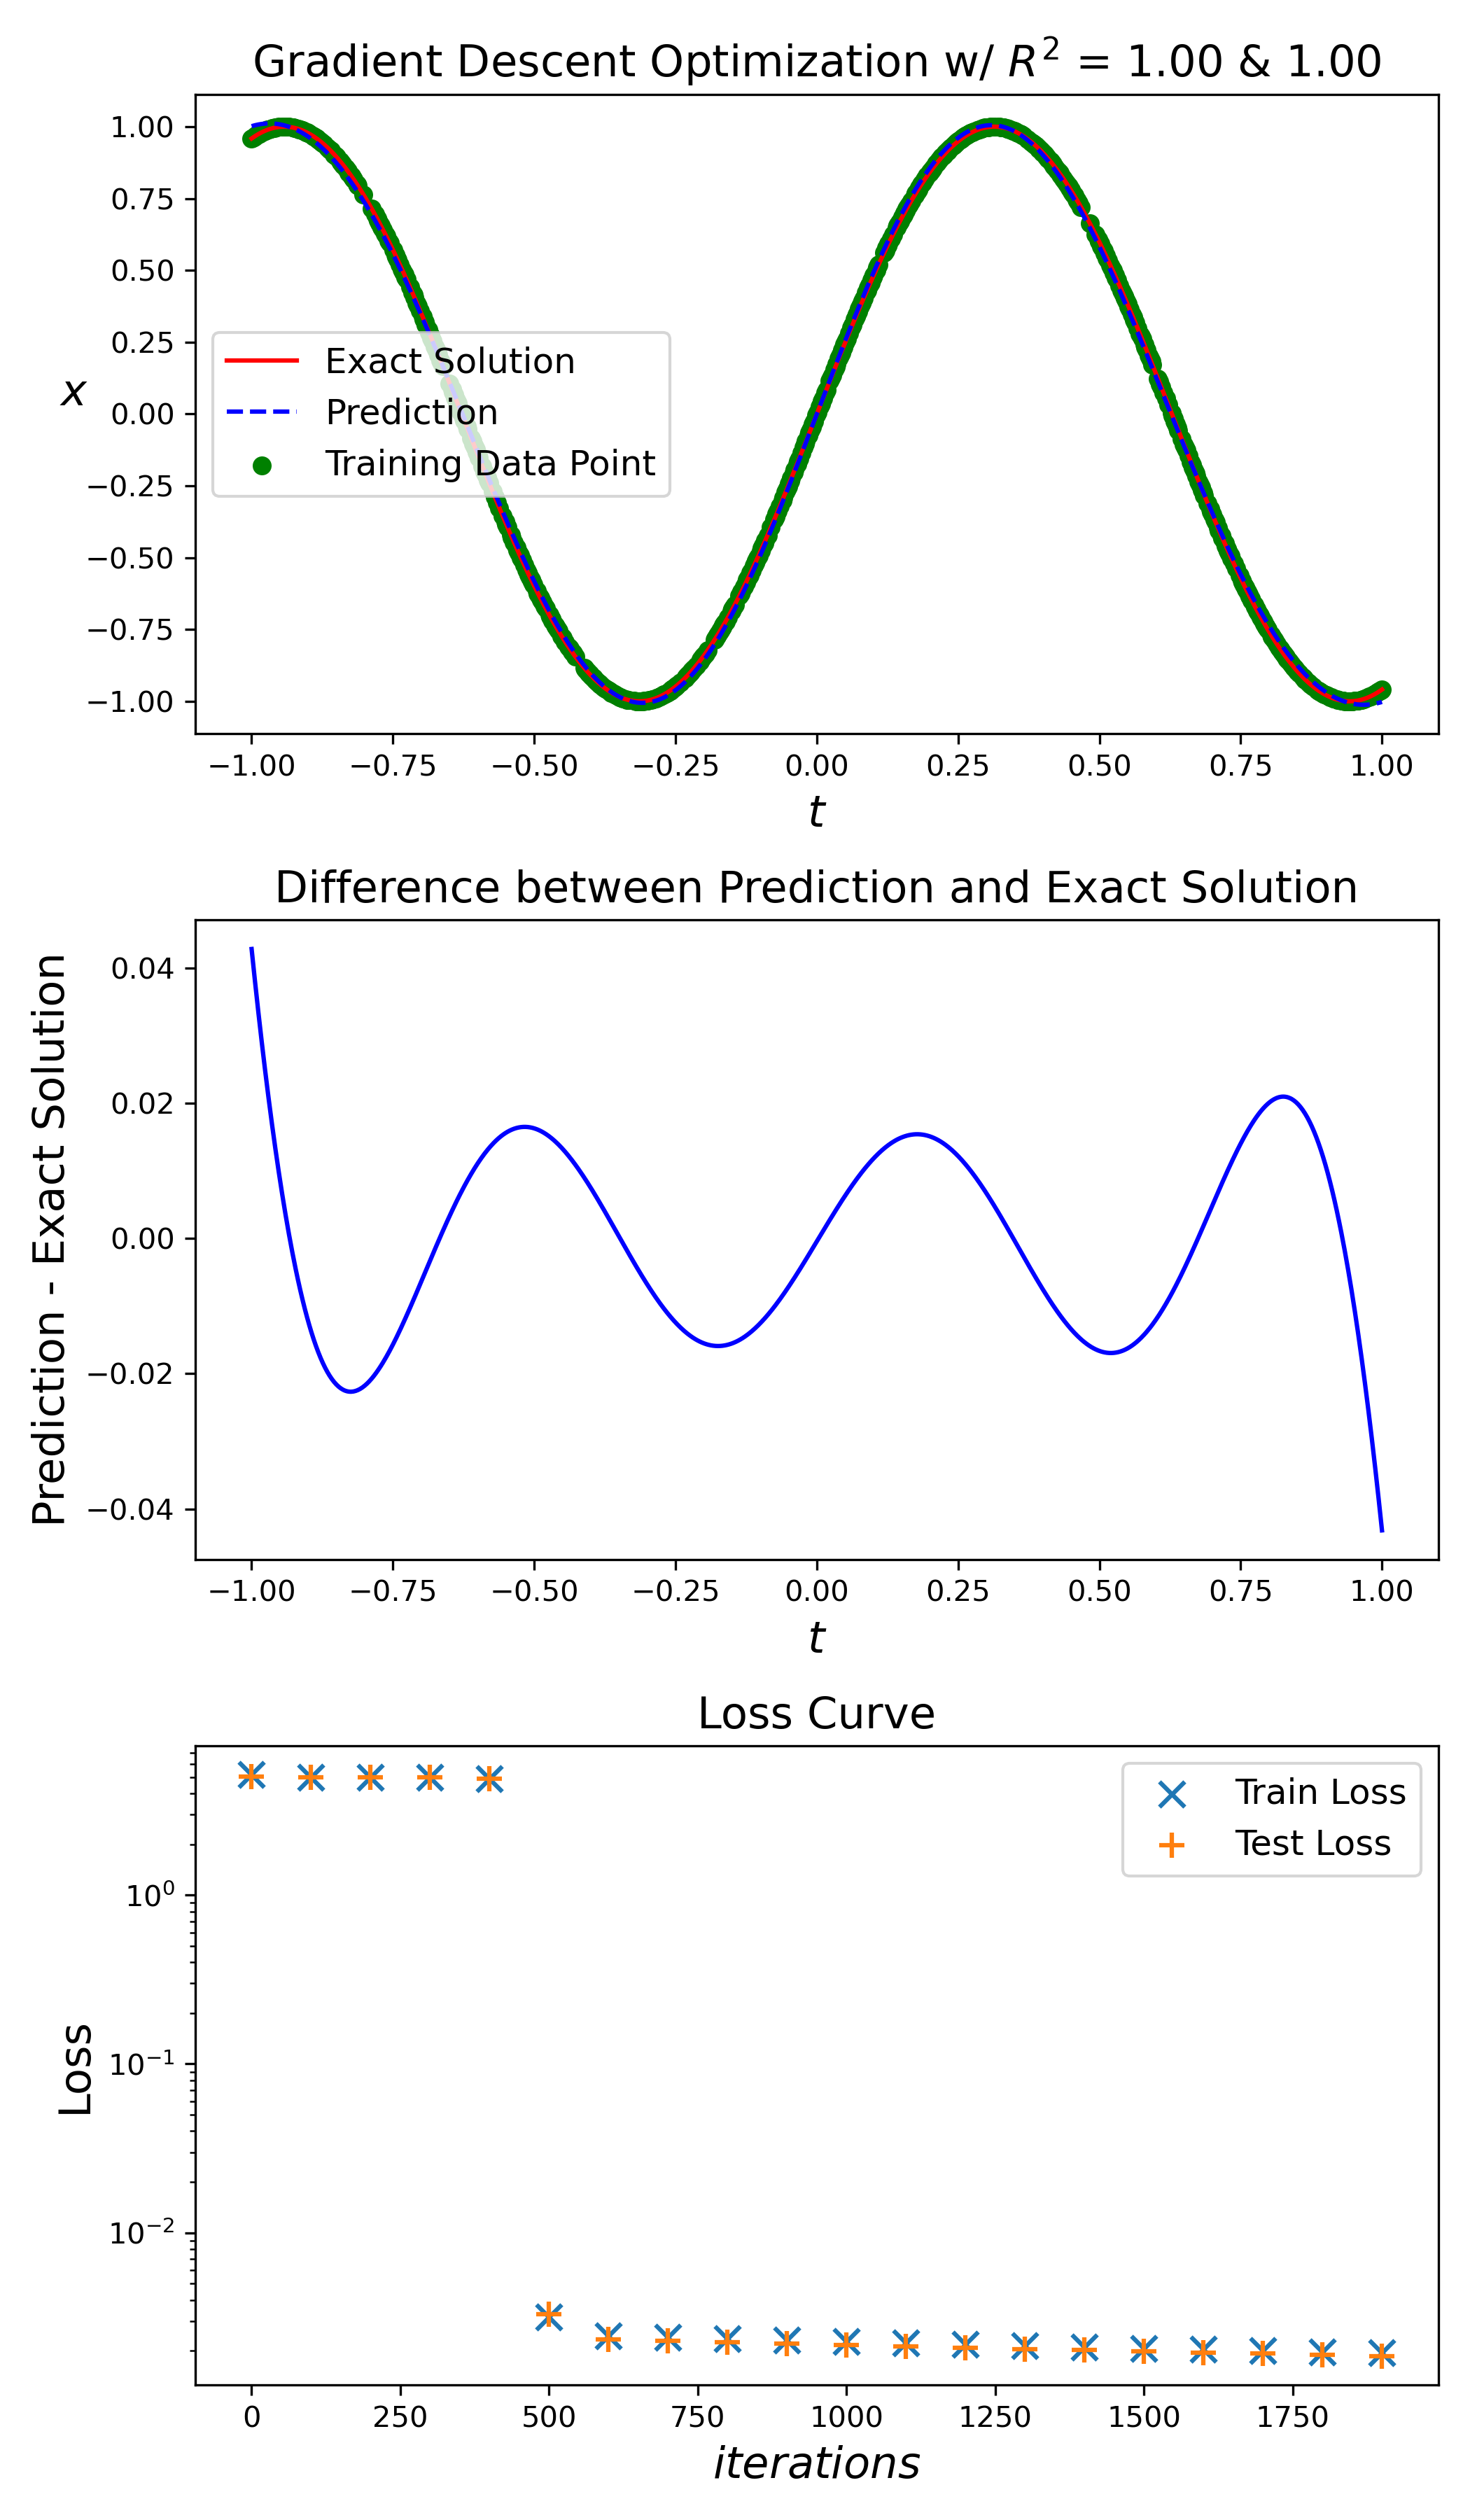 Gradient Descent Optimization w/ R² = 1.00 & 1.00
1.00
0.75
0.50
0.25
0.00
−0.25
−0.50
−0.75
−1.00
x
Exact Solution
Prediction
Training Data Point
−1.00 −0.75 −0.50 −0.25 0.00 0.25 0.50 0.75 1.00
t
Difference between Prediction and Exact Solution
Prediction - Exact Solution
0.04
0.02
0.00
−0.02
−0.04
−1.00 −0.75 −0.50 −0.25 0.00 0.25 0.50 0.75 1.00
t
Loss Curve
Loss
10⁰
10⁻¹
10⁻²
Train Loss
Test Loss
0 250 500 750 1000 1250 1500 1750
iterations